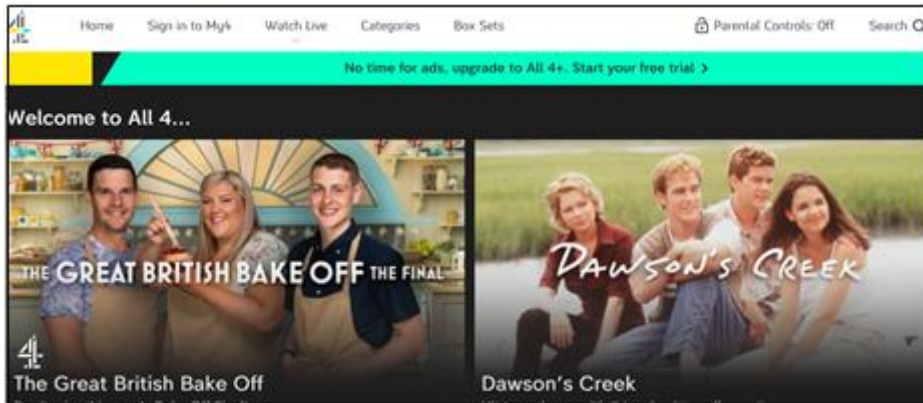 Home Sign in to My4 Watch Live Categories Box Sets Parental Controls: Off Search
No time for ads, upgrade to All 4+. Start your free trial >
Welcome to All 4...
THE GREAT BRITISH BAKE OFF THE FINAL
DAWSON'S CREEK
4
The Great British Bake Off
Dawson's Creek